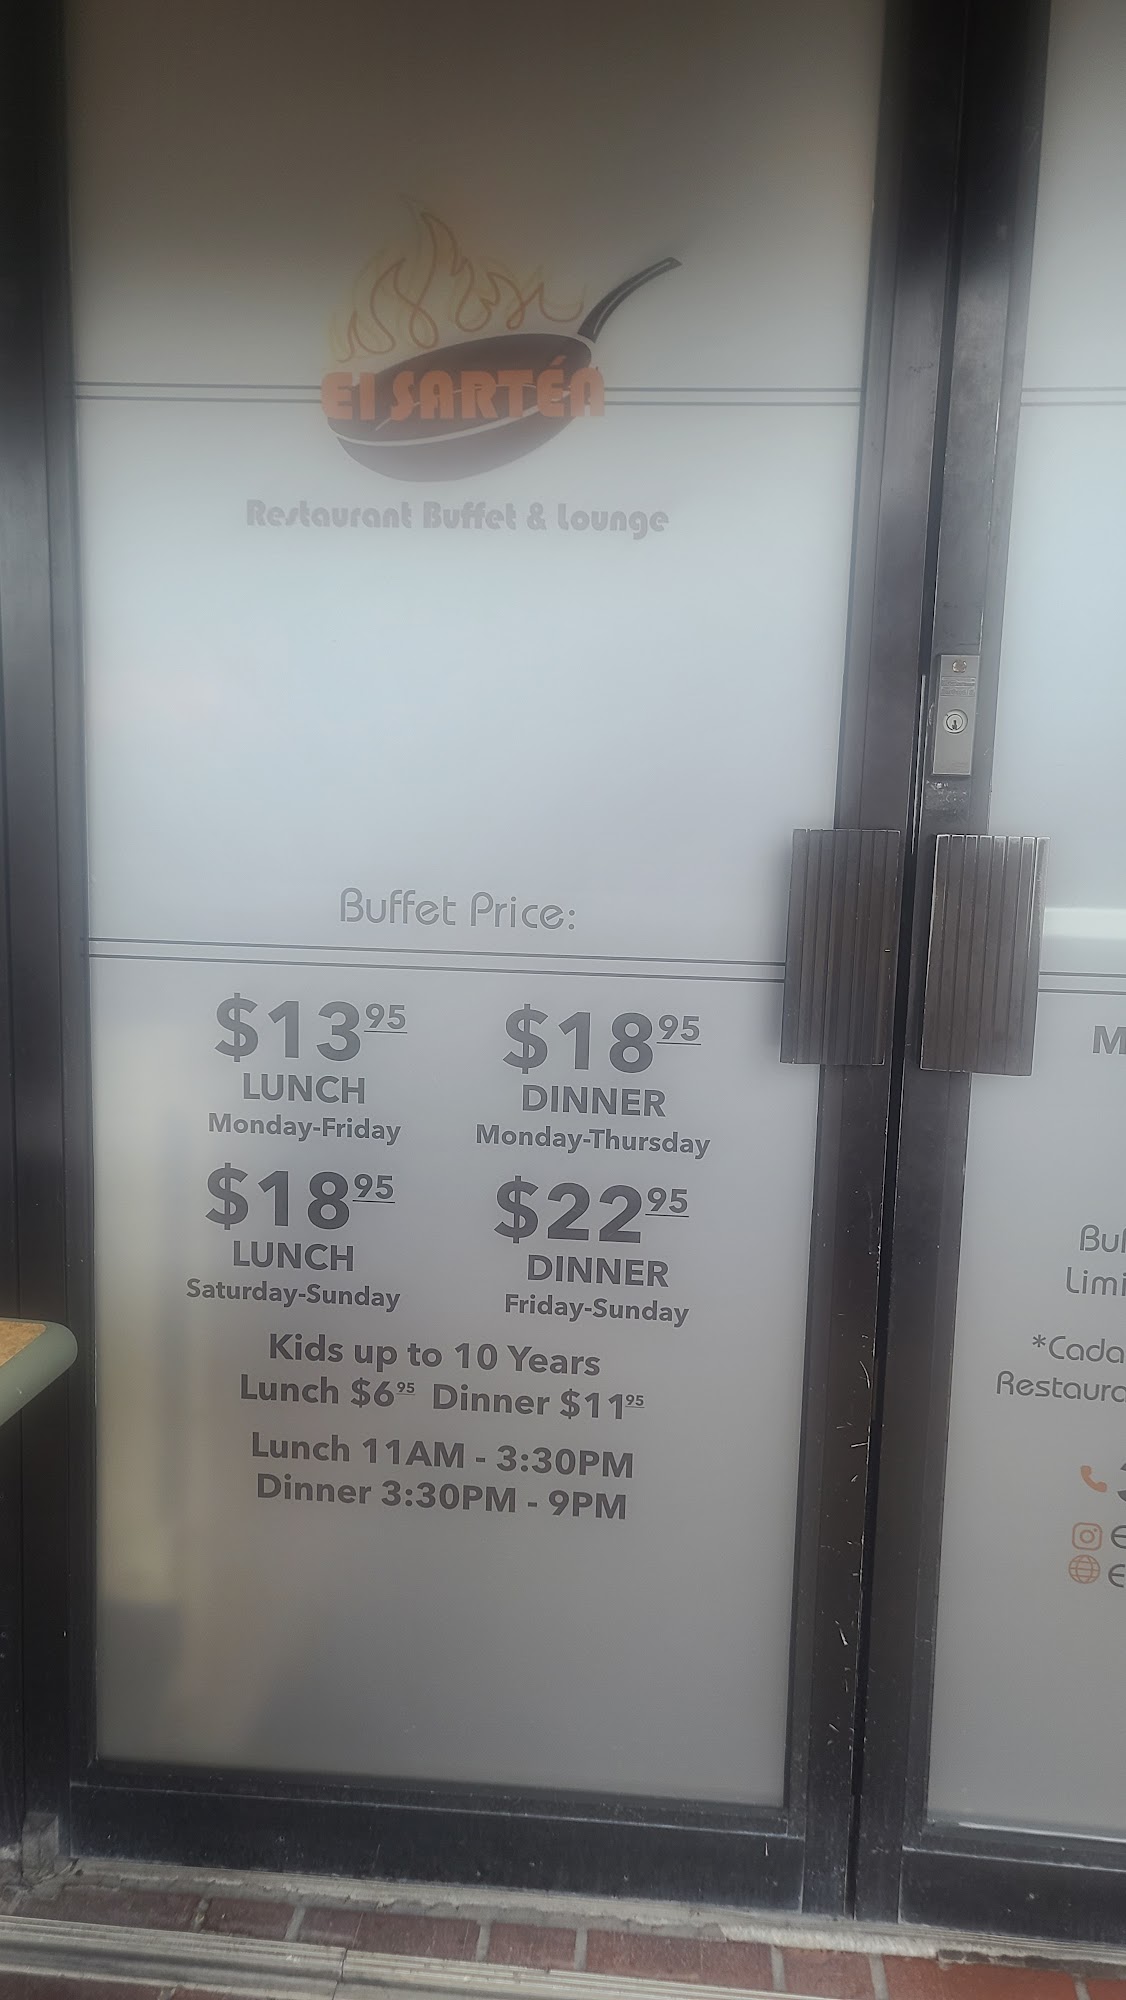 El SARTÉN
Restaurant Buffet & Lounge
Buffet Price:
$13 95
LUNCH
Monday-Friday
$18 95
DINNER
Monday-Thursday
$18 95
LUNCH
Saturday-Sunday
$22 95
DINNER
Friday-Sunday
Kids up to 10 Years
Lunch $6 95 Dinner $11 95
Lunch 11AM - 3:30PM
Dinner 3:30PM - 9PM
*Cada